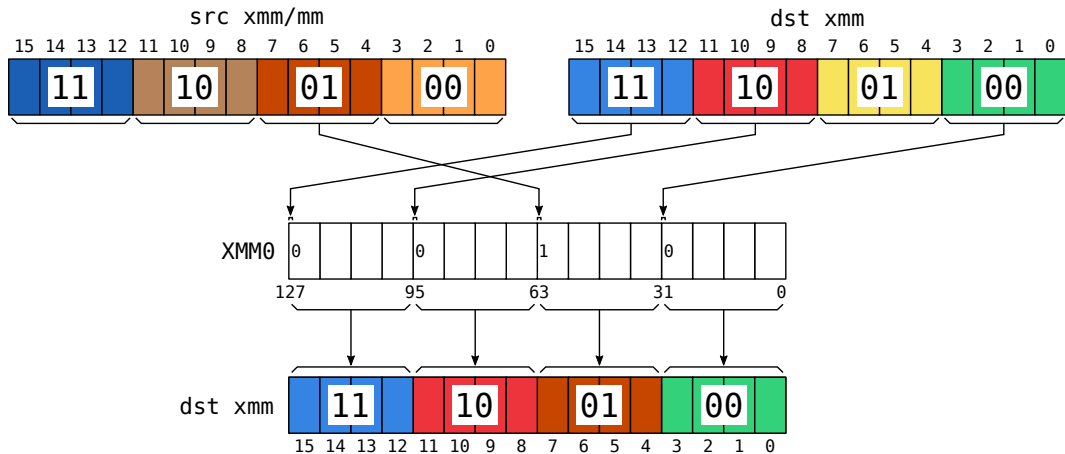 src xmm/mm dst xmm
15 14 13 12 11 10 9 8 7 6 5 4 3 2 1 0 15 14 13 12 11 10 9 8 7 6 5 4 3 2 1 0
11 10 01 00 11 10 01 00
XMM0 0 0 1 0
127 95 63 31 0
dst xmm 11 10 01 00
15 14 13 12 11 10 9 8 7 6 5 4 3 2 1 0